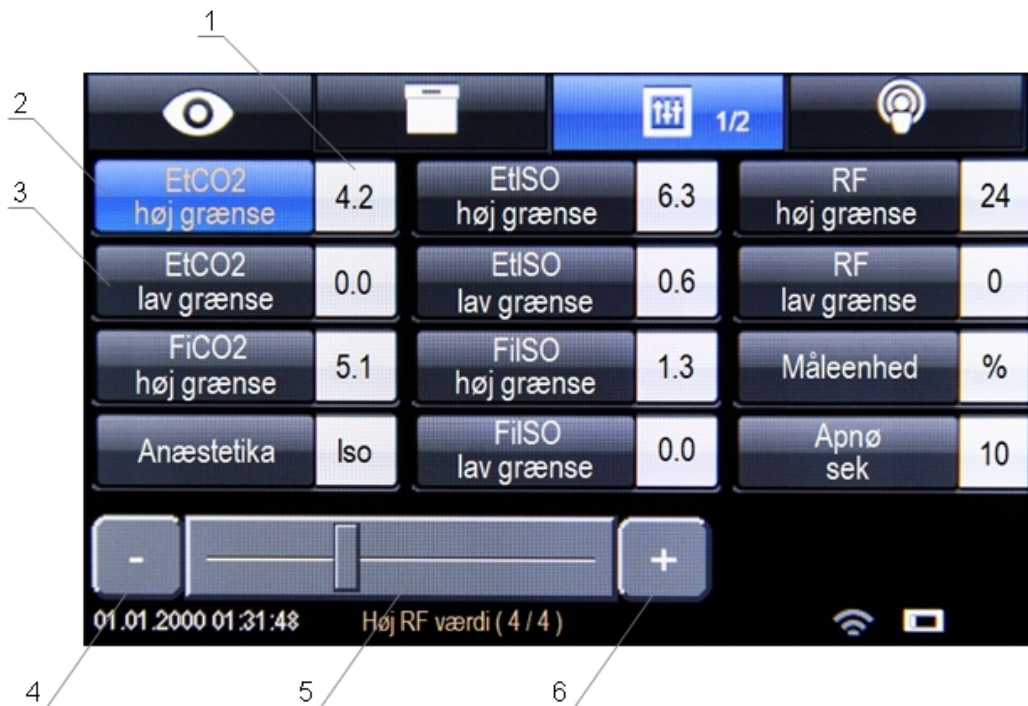 1
2
3
4
5
6
1/2
EtCO2
høj grænse
4.2
EtISO
høj grænse
6.3
RF
høj grænse
24
EtCO2
lav grænse
0.0
EtISO
lav grænse
0.6
RF
lav grænse
0
FiCO2
høj grænse
5.1
FiISO
høj grænse
1.3
Måleenhed
%
Anæstetika
Iso
FiISO
lav grænse
0.0
Apnø
sek
10
-
+
01.01.2000 01:31:48
Høj RF værdi ( 4 / 4 )